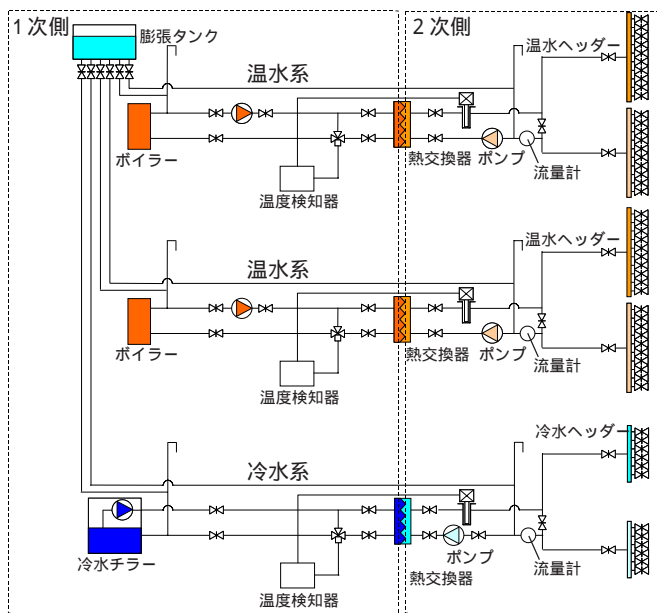 1次側
2次側
膨張タンク
温水系
温水ヘッダー
ボイラー
温度検知器
熱交換器
ポンプ
流量計
温水系
温水ヘッダー
ボイラー
温度検知器
熱交換器
ポンプ
流量計
冷水系
冷水ヘッダー
冷水チラー
温度検知器
ポンプ
熱交換器
流量計